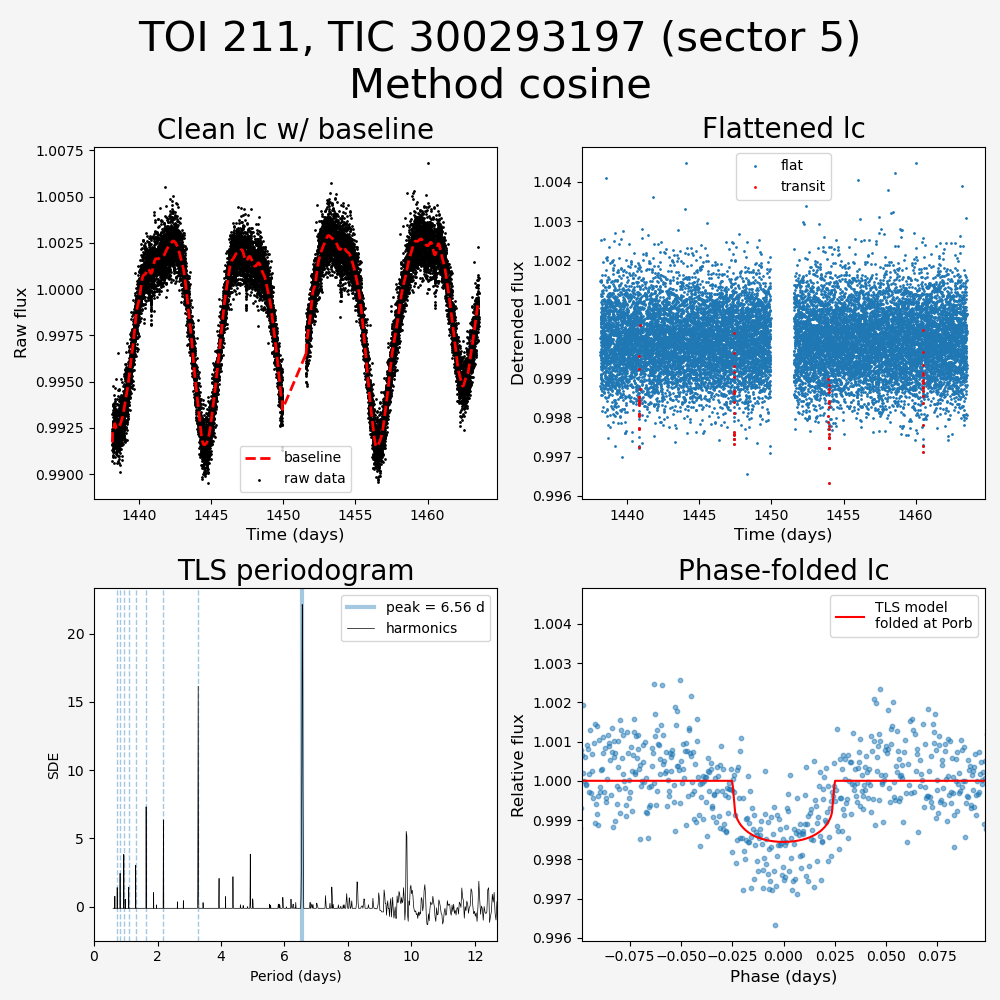 TOI 211, TIC 300293197 (sector 5)
Method cosine
Clean lc w/ baseline
Raw flux
1.0075
1.0050
1.0025
1.0000
0.9975
0.9950
0.9925
0.9900
baseline
raw data
1440
1445
1450
1455
1460
Time (days)
Flattened lc
Detrended flux
1.004
1.003
1.002
1.001
1.000
0.999
0.998
0.997
0.996
flat
transit
1440
1445
1450
1455
1460
Time (days)
TLS periodogram
SDE
20
15
10
5
0
peak = 6.56 d
harmonics
0
2
4
6
8
10
12
Period (days)
Phase-folded lc
Relative flux
1.004
1.003
1.002
1.001
1.000
0.999
0.998
0.997
0.996
TLS model
folded at Porb
−0.075
−0.050
−0.025
0.000
0.025
0.050
0.075
Phase (days)